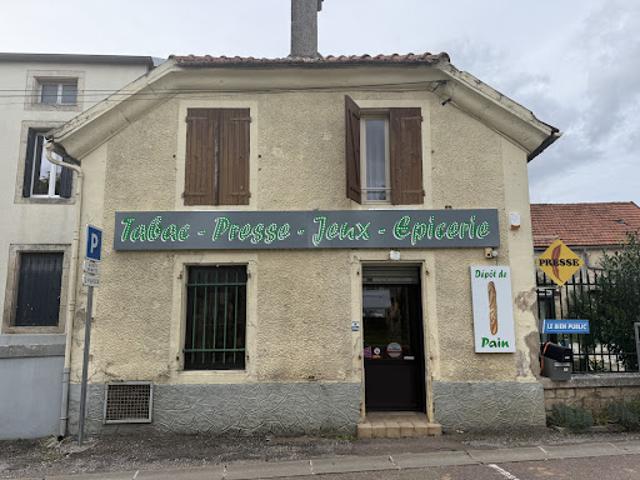 Tabac - Presse - Jeux - Epicerie
P
Dépôt de
Pain
PRESSE
LE BIEN PUBLIC